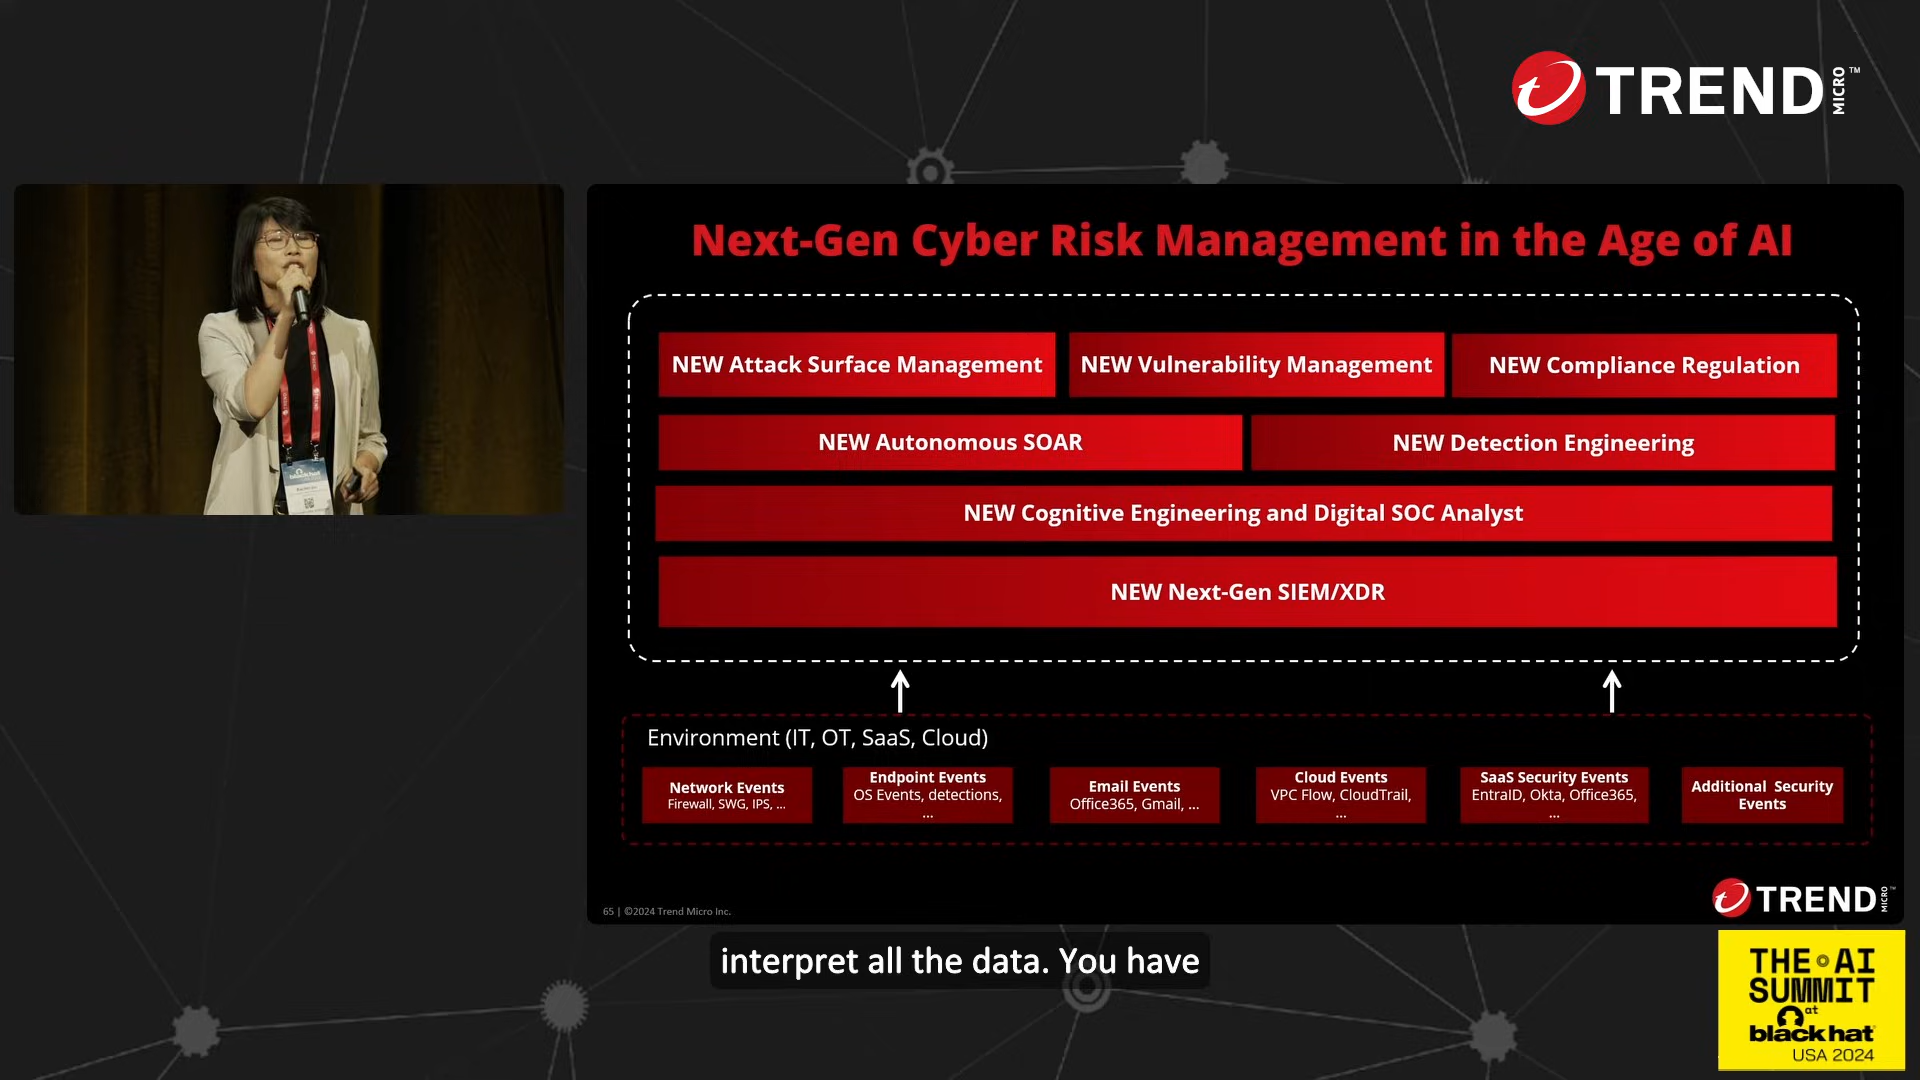 TREND MICRO™
Next-Gen Cyber Risk Management in the Age of AI
NEW Attack Surface Management
NEW Vulnerability Management
NEW Compliance Regulation
NEW Autonomous SOAR
NEW Detection Engineering
NEW Cognitive Engineering and Digital SOC Analyst
NEW Next-Gen SIEM/XDR
Environment (IT, OT, SaaS, Cloud)
Network Events
Firewall, SWG, IPS, ...
Endpoint Events
OS Events, detections,
...
Email Events
Office365, Gmail, ...
Cloud Events
VPC Flow, CloudTrail,
...
SaaS Security Events
EntraID, Okta, Office365,
...
Additional Security
Events
65 | ©2024 Trend Micro Inc.
TREND MICRO™
interpret all the data. You have
THE AI
SUMMIT
at
black hat
USA 2024
black hat